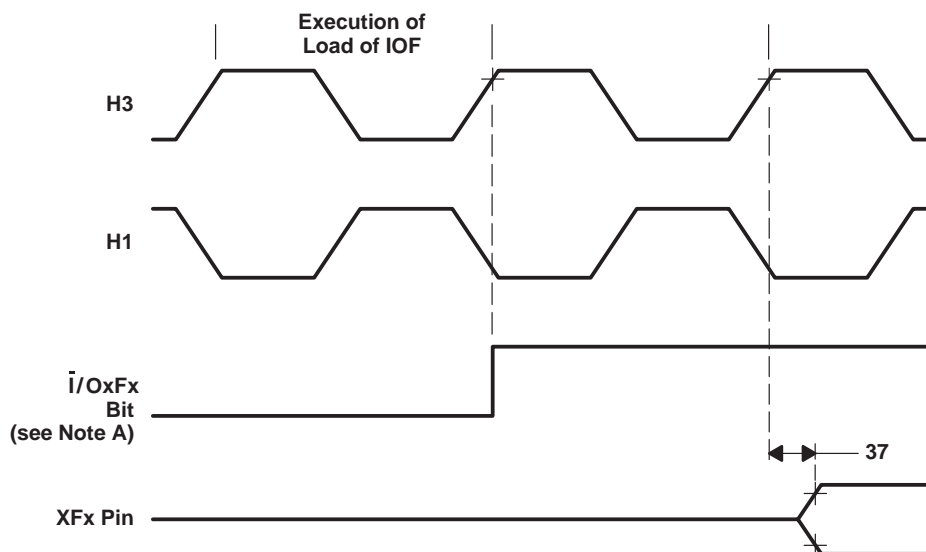 Execution of
Load of IOF
H3
H1
I̅/OxFx
Bit
(see Note A)
37
XFx Pin